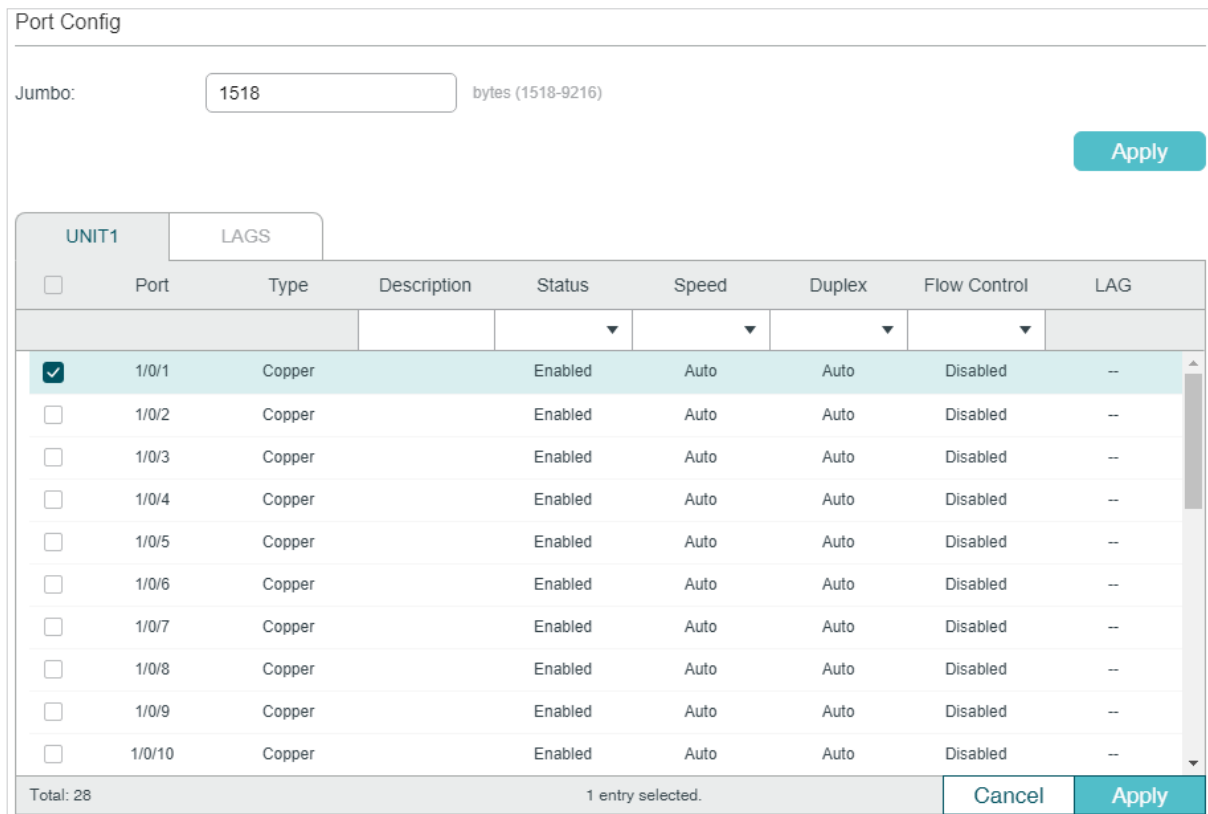 Port Config
Jumbo: 1518 bytes (1518-9216)
Apply
UNIT1 LAGS
Port Type Description Status Speed Duplex Flow Control LAG
1/0/1 Copper Enabled Auto Auto Disabled --
1/0/2 Copper Enabled Auto Auto Disabled --
1/0/3 Copper Enabled Auto Auto Disabled --
1/0/4 Copper Enabled Auto Auto Disabled --
1/0/5 Copper Enabled Auto Auto Disabled --
1/0/6 Copper Enabled Auto Auto Disabled --
1/0/7 Copper Enabled Auto Auto Disabled --
1/0/8 Copper Enabled Auto Auto Disabled --
1/0/9 Copper Enabled Auto Auto Disabled --
1/0/10 Copper Enabled Auto Auto Disabled --
Total: 28 1 entry selected. Cancel Apply